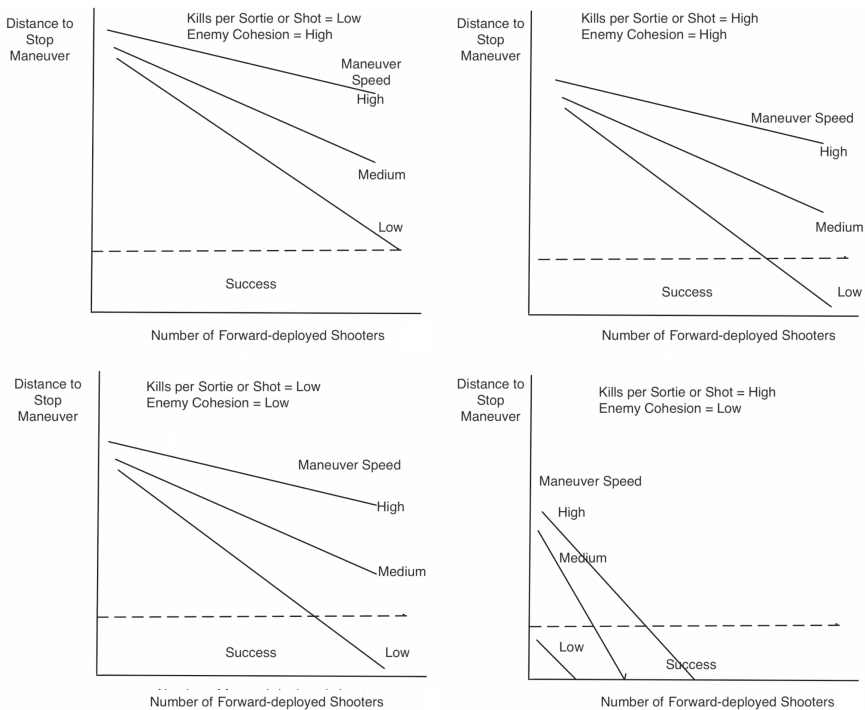 Distance to
Stop
Maneuver
Kills per Sortie or Shot = Low
Enemy Cohesion = High
Maneuver
Speed
High
Medium
Low
Success
Number of Forward-deployed Shooters
Distance to
Stop
Maneuver
Kills per Sortie or Shot = High
Enemy Cohesion = High
Maneuver Speed
High
Medium
Success
Low
Number of Forward-deployed Shooters
Distance to
Stop
Maneuver
Kills per Sortie or Shot = Low
Enemy Cohesion = Low
Maneuver Speed
High
Medium
Success
Low
Number of Forward-deployed Shooters
Distance to
Stop
Maneuver
Kills per Sortie or Shot = High
Enemy Cohesion = Low
Maneuver Speed
High
Medium
Low
Success
Number of Forward-deployed Shooters